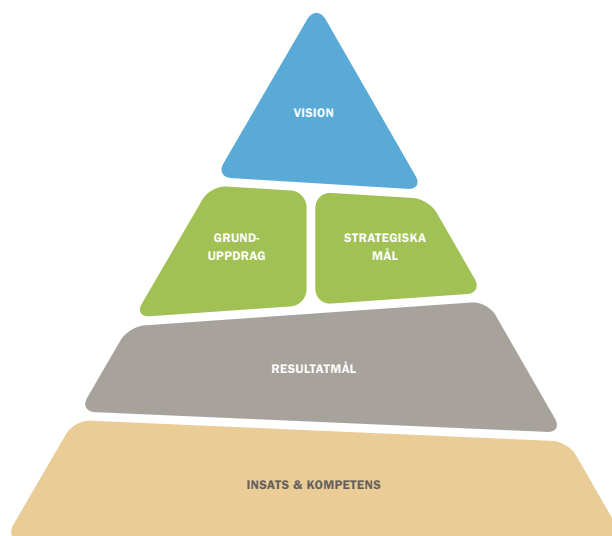 VISION
GRUND-
UPPDRAG
STRATEGISKA
MÅL
RESULTATMÅL
INSATS & KOMPETENS